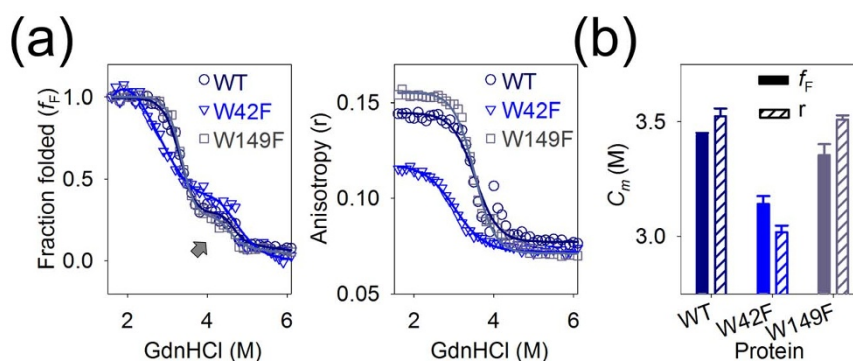 (a)
WT
W42F
W149F
Fraction folded (fF)
1.0
0.5
0.0
2 4 6
GdnHCl (M)
WT
W42F
W149F
Anisotropy (r)
0.15
0.10
0.05
2 4 6
GdnHCl (M)
(b)
fF
r
Cm (M)
3.5
3.0
WT W42F W149F
Protein